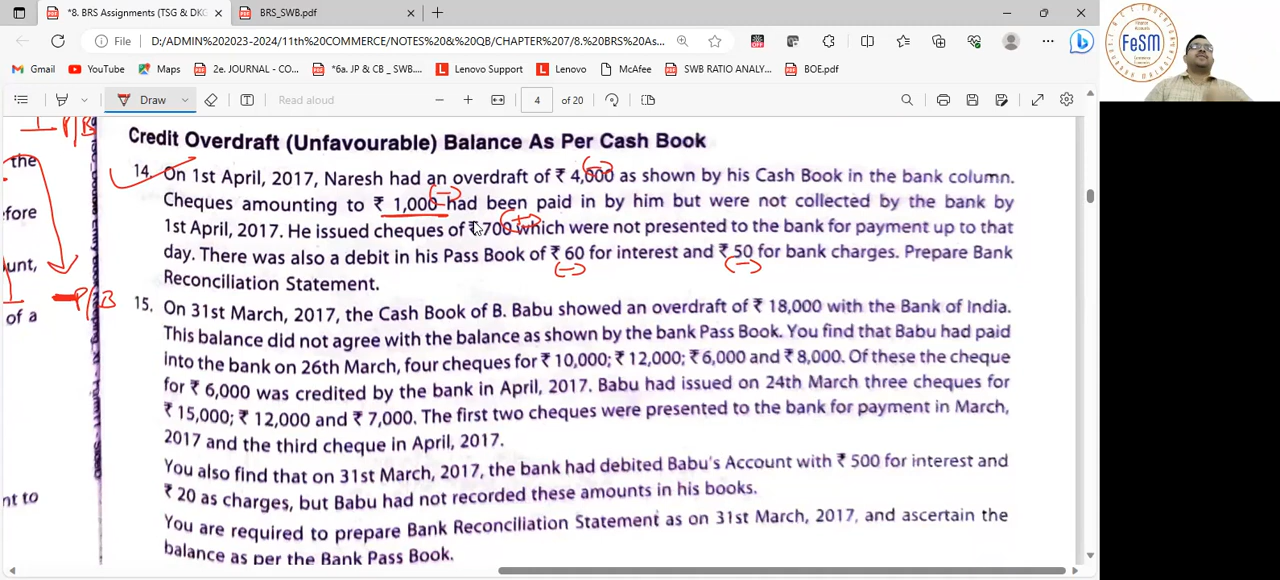 *8. BRS Assignments (TSG & DKG
BRS_SWB.pdf
File
D:/ADMIN%202023-2024/11th%20COMMERCE/NOTES%20&%20QB/CHAPTER%207/8.%20BRS%20As...
Gmail
YouTube
Maps
2e. JOURNAL - CO...
*6a. JP & CB _ SWB....
Lenovo Support
Lenovo
McAfee
SWB RATIO ANALY...
BOE.pdf
Draw
Read aloud
4
of 20
FeSM
P/B
the
efore
unt,
P/B
of a
nt to
Credit Overdraft (Unfavourable) Balance As Per Cash Book
14. On 1st April, 2017, Naresh had an overdraft of ₹ 4,000 as shown by his Cash Book in the bank column.
Cheques amounting to ₹ 1,000 had been paid in by him but were not collected by the bank by
1st April, 2017. He issued cheques of ₹ 700 which were not presented to the bank for payment up to that
day. There was also a debit in his Pass Book of ₹ 60 for interest and ₹ 50 for bank charges. Prepare Bank
Reconciliation Statement.
(-)
(-)
(+)
(-)
(-)
15. On 31st March, 2017, the Cash Book of B. Babu showed an overdraft of ₹ 18,000 with the Bank of India.
This balance did not agree with the balance as shown by the bank Pass Book. You find that Babu had paid
into the bank on 26th March, four cheques for ₹ 10,000; ₹ 12,000; ₹ 6,000 and ₹ 8,000. Of these the cheque
for ₹ 6,000 was credited by the bank in April, 2017. Babu had issued on 24th March three cheques for
₹ 15,000; ₹ 12,000 and ₹ 7,000. The first two cheques were presented to the bank for payment in March,
2017 and the third cheque in April, 2017.
You also find that on 31st March, 2017, the bank had debited Babu's Account with ₹ 500 for interest and
₹ 20 as charges, but Babu had not recorded these amounts in his books.
You are required to prepare Bank Reconciliation Statement as on 31st March, 2017, and ascertain the
balance as per the Bank Pass Book.